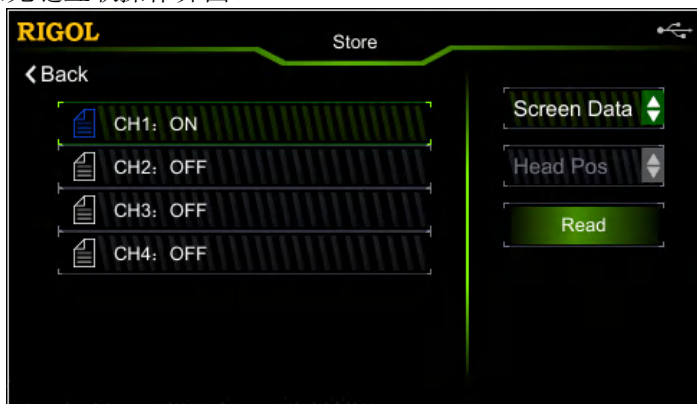 RIGOL
Store
Back
CH1：ON
CH2：OFF
CH3：OFF
CH4：OFF
Screen Data
Head Pos
Read